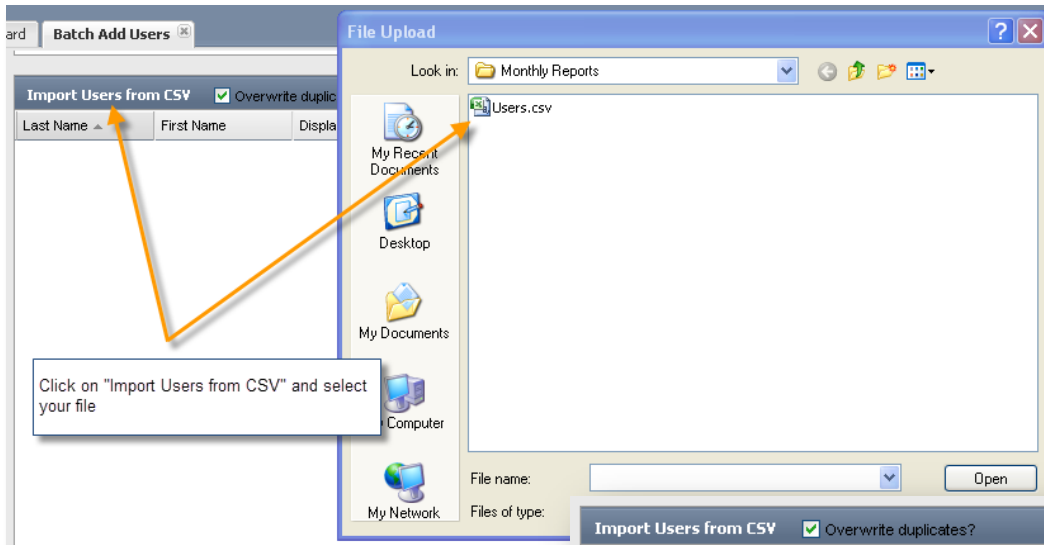 ard
Batch Add Users
Import Users from CSV
Overwrite duplic
Last Name
First Name
Displa
Click on "Import Users from CSV" and select
your file
File Upload
Look in:
Monthly Reports
Users.csv
My Recent
Documents
Desktop
My Documents
Computer
My Network
File name:
Open
Files of type:
Import Users from CSV
Overwrite duplicates?